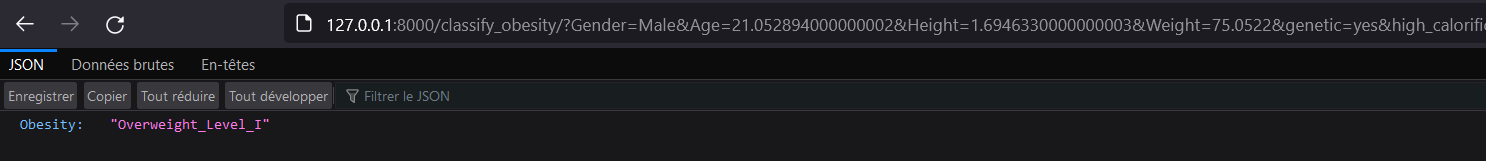 127.0.0.1:8000/classify_obesity/?Gender=Male&Age=21.052894000000002&Height=1.6946330000000003&Weight=75.0522&genetic=yes&high_calorifi
JSON Données brutes En-têtes
Enregistrer Copier Tout réduire Tout développer Filtrer le JSON
Obesity: "Overweight_Level_I"